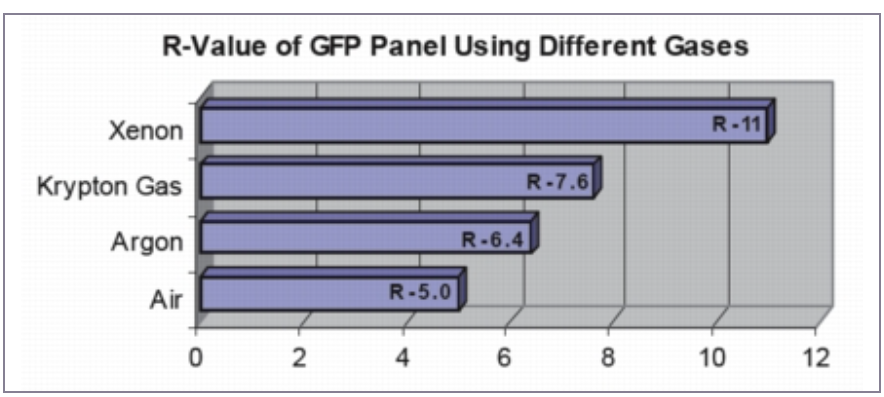 R-Value of GFP Panel Using Different Gases
Xenon R-11
Krypton Gas R-7.6
Argon R-6.4
Air R-5.0
0 2 4 6 8 10 12